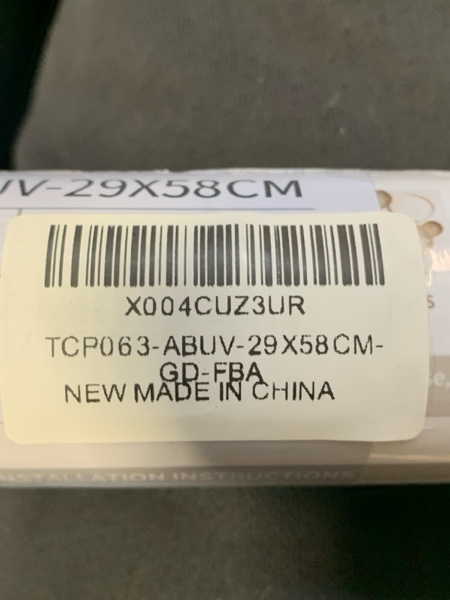 UV-29X58CM
X004CUZ3UR
TCP063-ABUV-29X58CM-
GD-FBA
NEW MADE IN CHINA
INSTALLATION INSTRUCTIONS